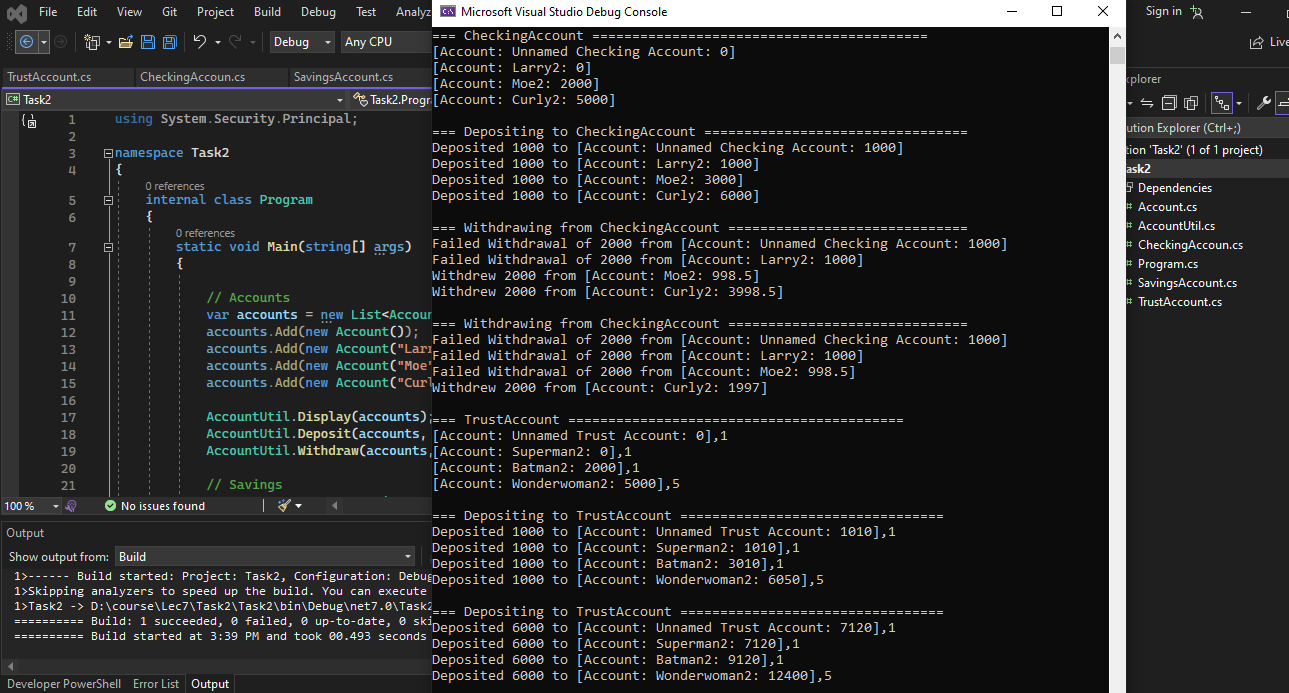 File Edit View Git Project Build Debug Test Analyz
Microsoft Visual Studio Debug Console
Sign in
Debug Any CPU
Live
TrustAccount.cs CheckingAccoun.cs SavingsAccount.cs
C# Task2 Task2.Progra
1 using System.Security.Principal;
2
3 namespace Task2
4 {
0 references
5 internal class Program
6 {
0 references
7 static void Main(string[] args)
8 {
9
10 // Accounts
11 var accounts = new List<Accoun
12 accounts.Add(new Account());
13 accounts.Add(new Account("Larr
14 accounts.Add(new Account("Moe"
15 accounts.Add(new Account("Curl
16
17 AccountUtil.Display(accounts);
18 AccountUtil.Deposit(accounts,
19 AccountUtil.Withdraw(accounts,
20
21 // Savings
100 % No issues found
Output
Show output from: Build
1>------ Build started: Project: Task2, Configuration: Debug
1>Skipping analyzers to speed up the build. You can execute
1>Task2 -> D:\course\Lec7\Task2\Task2\bin\Debug\net7.0\Task2
========== Build: 1 succeeded, 0 failed, 0 up-to-date, 0 ski
========== Build started at 3:39 PM and took 00.493 seconds
Developer PowerShell Error List Output
=== CheckingAccount ==========================================
[Account: Unnamed Checking Account: 0]
[Account: Larry2: 0]
[Account: Moe2: 2000]
[Account: Curly2: 5000]
=== Depositing to CheckingAccount =================================
Deposited 1000 to [Account: Unnamed Checking Account: 1000]
Deposited 1000 to [Account: Larry2: 1000]
Deposited 1000 to [Account: Moe2: 3000]
Deposited 1000 to [Account: Curly2: 6000]
=== Withdrawing from CheckingAccount ==============================
Failed Withdrawal of 2000 from [Account: Unnamed Checking Account: 1000]
Failed Withdrawal of 2000 from [Account: Larry2: 1000]
Withdrew 2000 from [Account: Moe2: 998.5]
Withdrew 2000 from [Account: Curly2: 3998.5]
=== Withdrawing from CheckingAccount ==============================
Failed Withdrawal of 2000 from [Account: Unnamed Checking Account: 1000]
Failed Withdrawal of 2000 from [Account: Larry2: 1000]
Failed Withdrawal of 2000 from [Account: Moe2: 998.5]
Withdrew 2000 from [Account: Curly2: 1997]
=== TrustAccount ==========================================
[Account: Unnamed Trust Account: 0],1
[Account: Superman2: 0],1
[Account: Batman2: 2000],1
[Account: Wonderwoman2: 5000],5
=== Depositing to TrustAccount =================================
Deposited 1000 to [Account: Unnamed Trust Account: 1010],1
Deposited 1000 to [Account: Superman2: 1010],1
Deposited 1000 to [Account: Batman2: 3010],1
Deposited 1000 to [Account: Wonderwoman2: 6050],5
=== Depositing to TrustAccount =================================
Deposited 6000 to [Account: Unnamed Trust Account: 7120],1
Deposited 6000 to [Account: Superman2: 7120],1
Deposited 6000 to [Account: Batman2: 9120],1
Deposited 6000 to [Account: Wonderwoman2: 12400],5
xplorer
ution Explorer (Ctrl+;)
tion 'Task2' (1 of 1 project)
ask2
Dependencies
Account.cs
AccountUtil.cs
CheckingAccoun.cs
Program.cs
SavingsAccount.cs
TrustAccount.cs